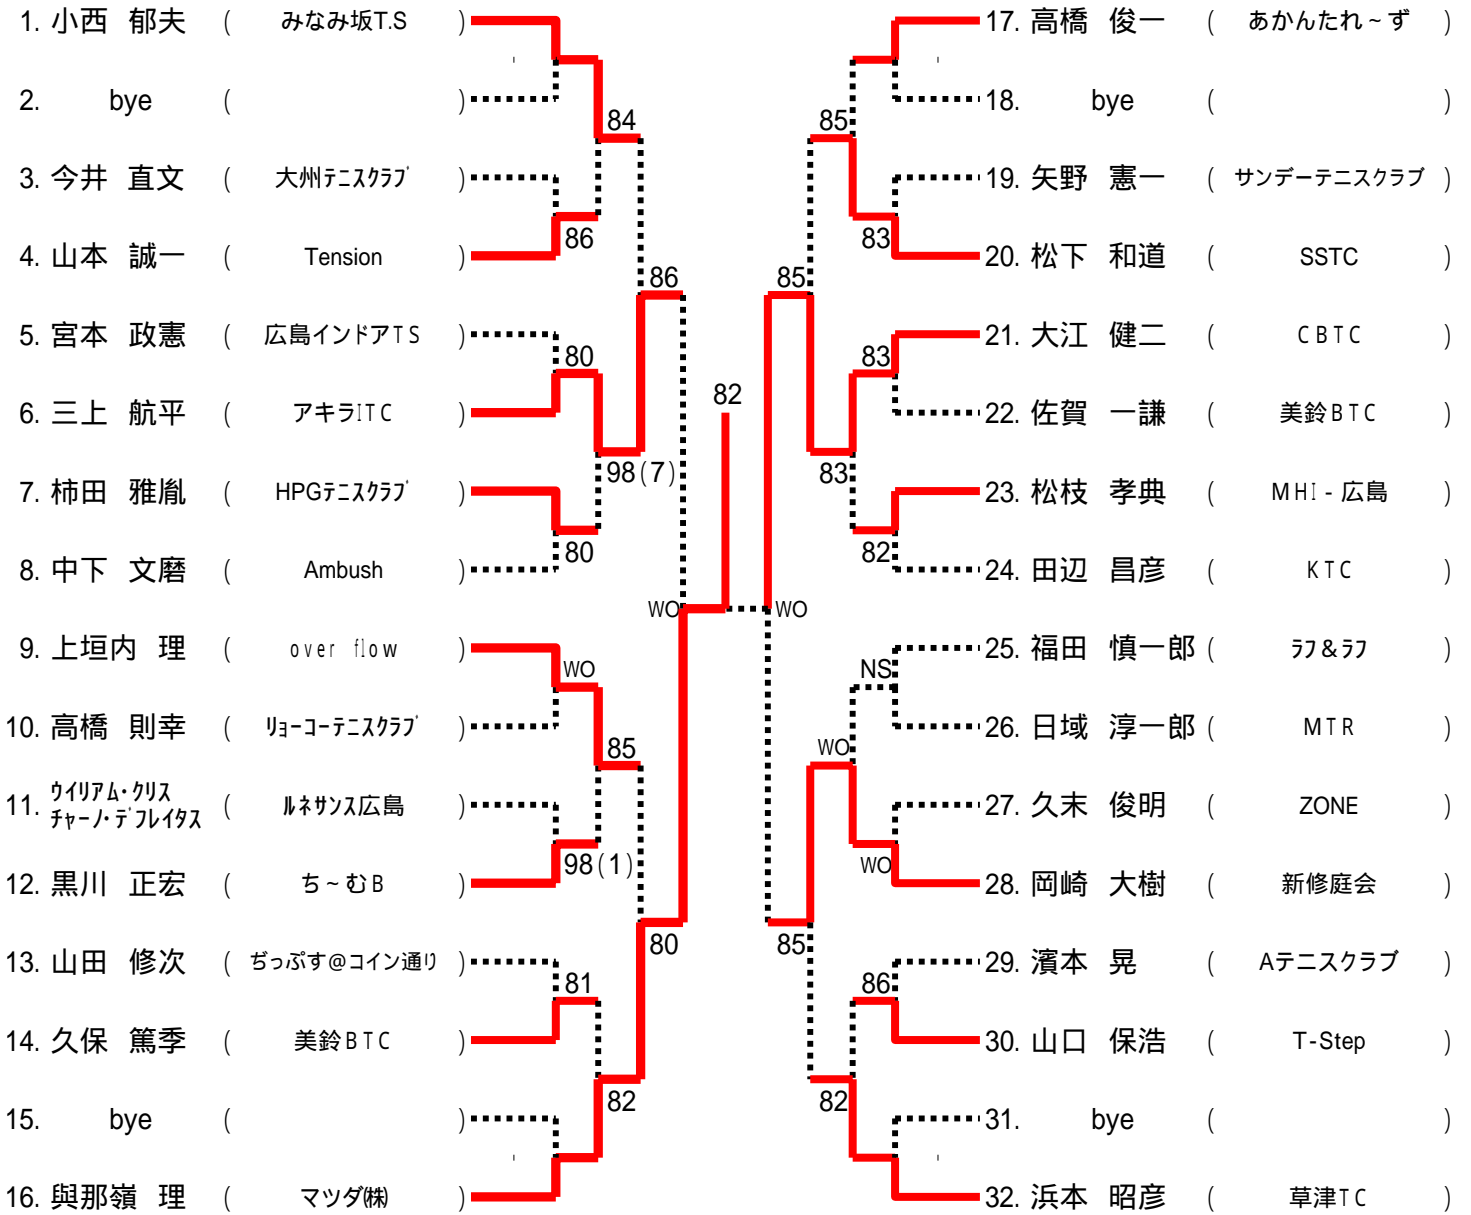 1. 小西 郁夫 ( みなみ坂T.S )
2. bye ( )
84
3. 今井 直文 ( 大州ﾃﾆｽｸﾗﾌﾞ )
86
4. 山本 誠一 ( Tension )
86
5. 宮本 政憲 ( 広島インドアTS )
80
6. 三上 航平 ( アキラITC )
98(7)
7. 柿田 雅胤 ( HPGﾃﾆｽｸﾗﾌﾞ )
80
8. 中下 文磨 ( Ambush )
WO
9. 上垣内 理 ( over flow )
WO
10. 高橋 則幸 ( ﾘｮｰｺｰﾃﾆｽｸﾗﾌﾞ )
85
11. ｳｲﾘｱﾑ･ｸﾘｽ
ﾁｬｰﾉ･ﾃﾞﾌﾚｲﾀｽ ( ﾙﾈｻﾝｽ広島 )
98(1)
12. 黒川 正宏 ( ち~むB )
80
13. 山田 修次 ( ぢっぷす@コイン通り )
81
14. 久保 篤季 ( 美鈴BTC )
82
15. bye ( )
16. 與那嶺 理 ( マツダ㈱ )
82
17. 高橋 俊一 ( あかんたれ~ず )
18. bye ( )
85
19. 矢野 憲一 ( サンデーテニスクラブ )
83
20. 松下 和道 ( SSTC )
85
21. 大江 健二 ( CBTC )
83
22. 佐賀 一謙 ( 美鈴BTC )
83
23. 松枝 孝典 ( MHI-広島 )
82
24. 田辺 昌彦 ( KTC )
WO
25. 福田 慎一郎 ( ﾗﾌ&ﾗﾌ )
NS
26. 日域 淳一郎 ( MTR )
WO
27. 久末 俊明 ( ZONE )
WO
28. 岡崎 大樹 ( 新修庭会 )
85
29. 濱本 晃 ( Aテニスクラブ )
86
30. 山口 保浩 ( T-Step )
82
31. bye ( )
32. 浜本 昭彦 ( 草津TC )